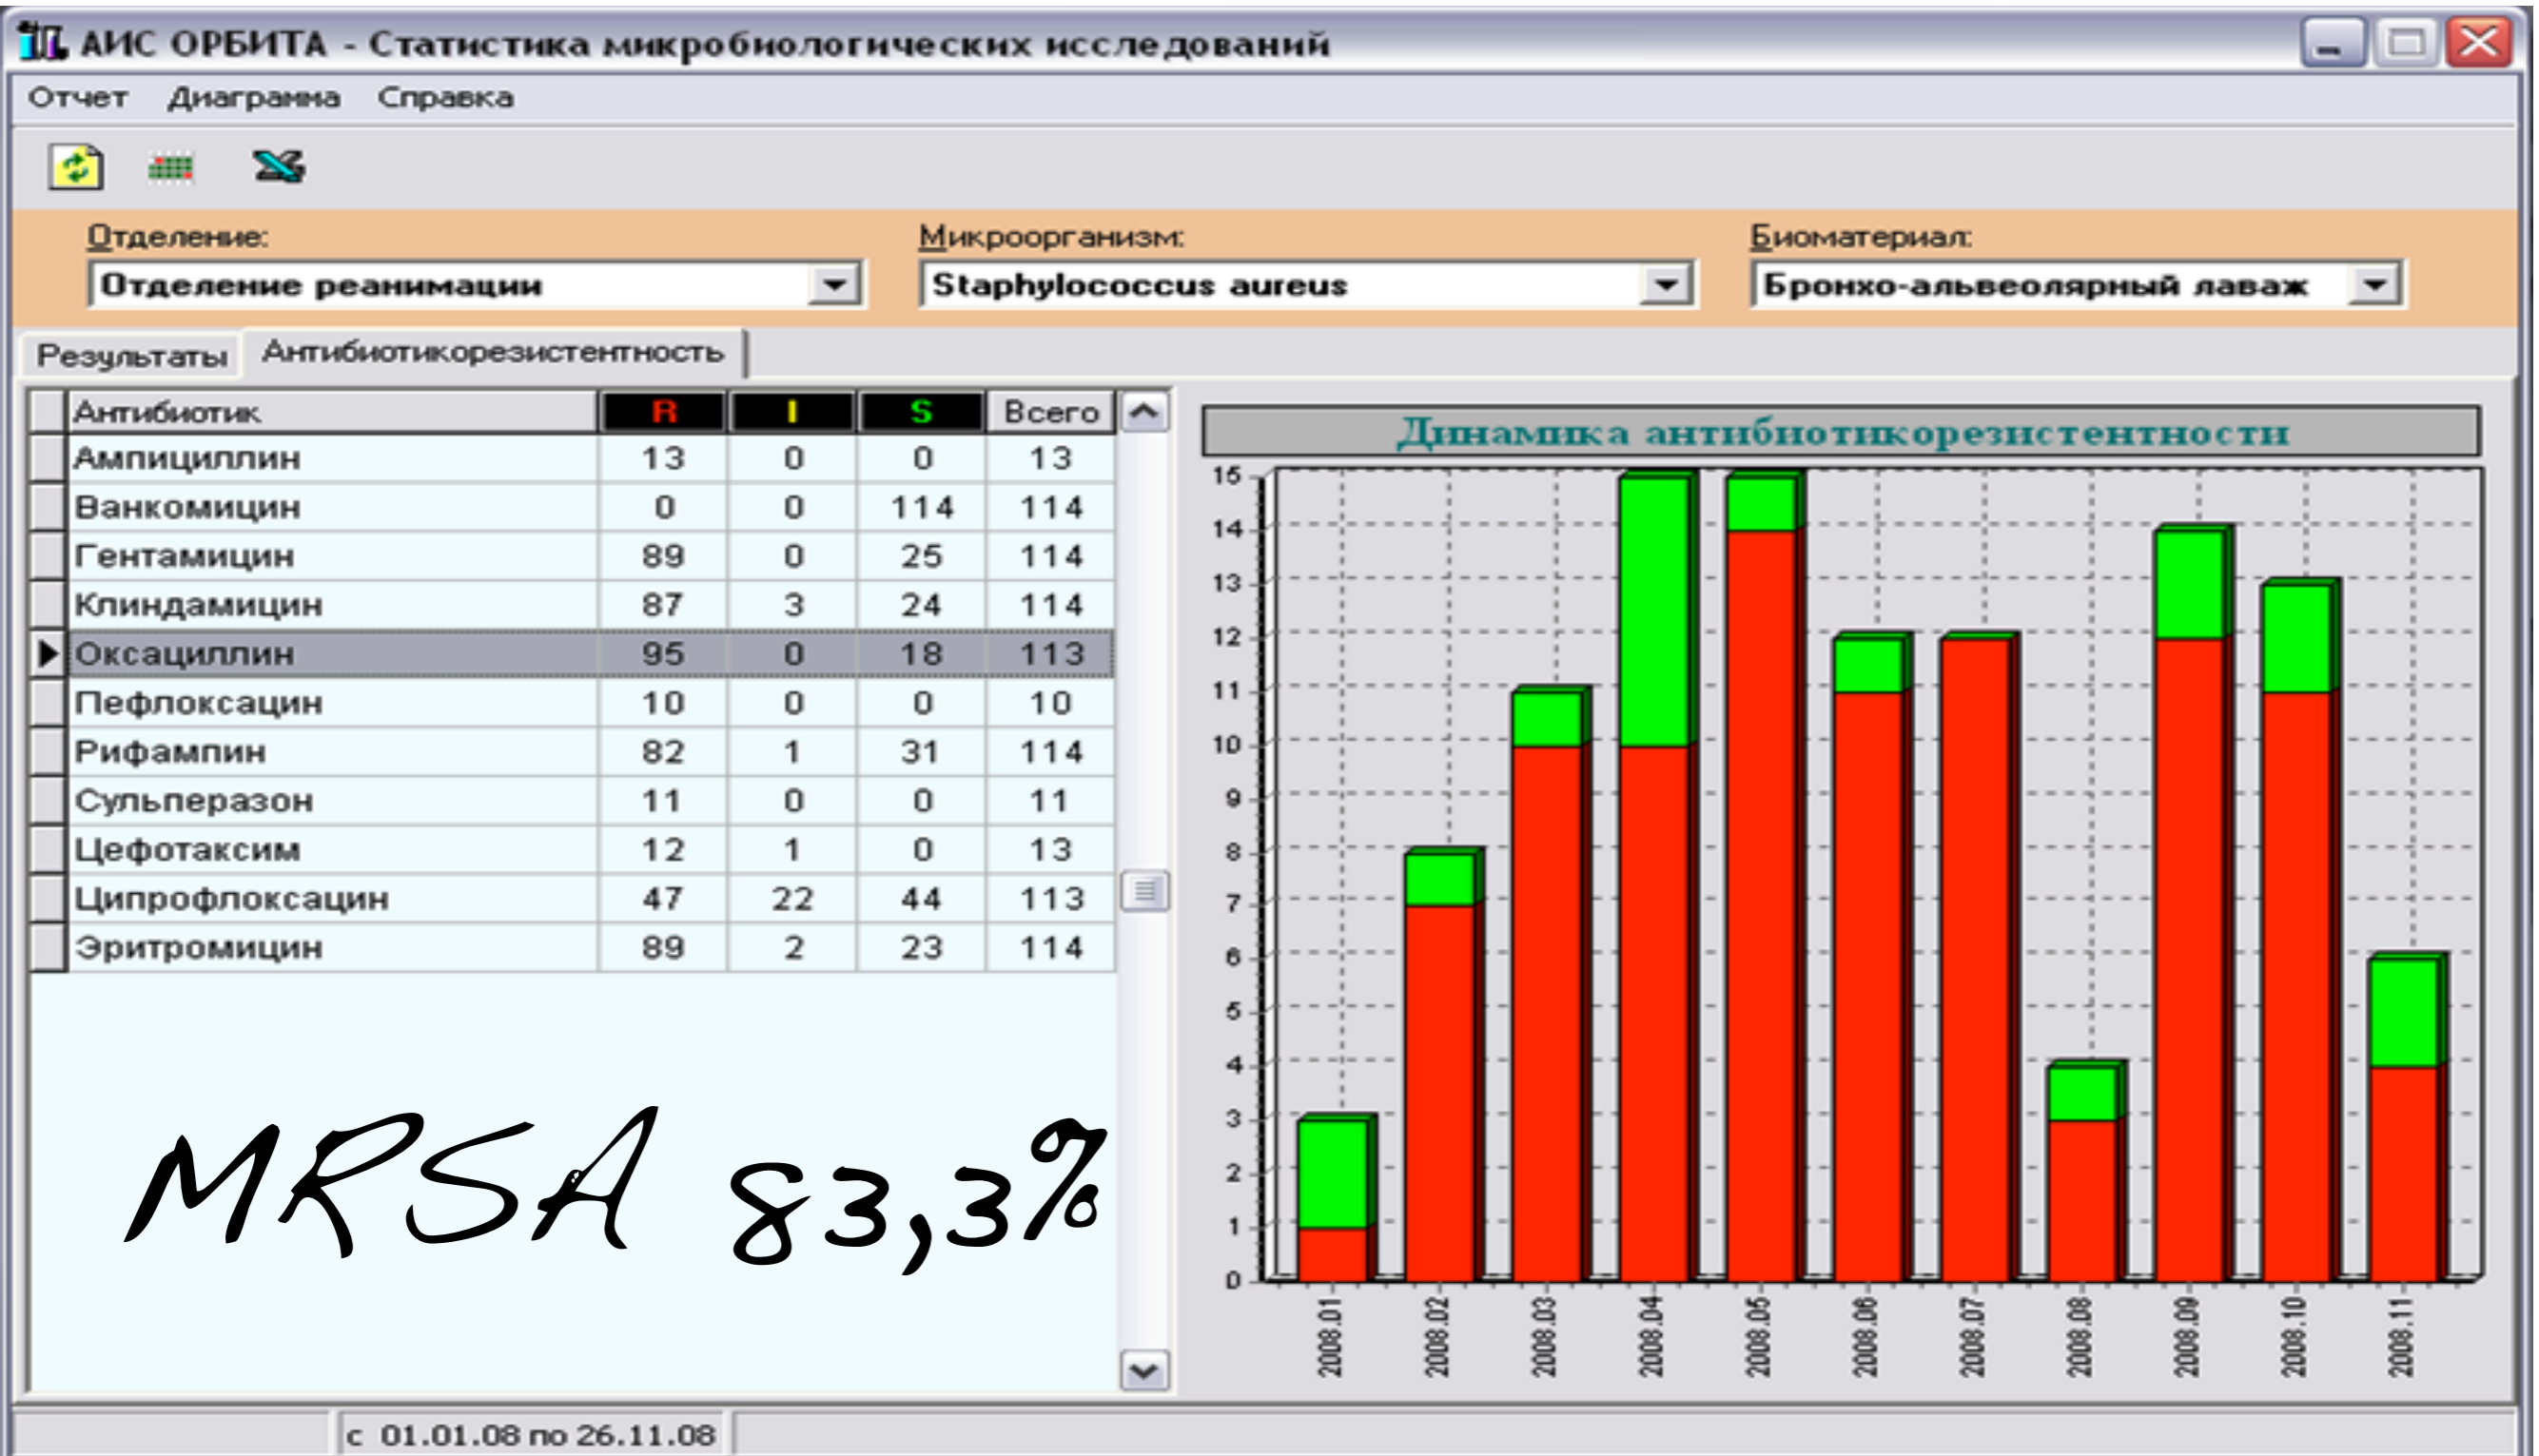 АИС ОРБИТА - Статистика микробиологических исследований
Отчет Диаграмма Справка
Отделение: Микроорганизм: Биоматериал:
Отделение реанимации Staphylococcus aureus Бронхо-альвеолярный лаваж
Результаты Антибиотикорезистентность
Антибиотик R I S Всего
Ампициллин 13 0 0 13
Ванкомицин 0 0 114 114
Гентамицин 89 0 25 114
Клиндамицин 87 3 24 114
Оксациллин 95 0 18 113
Пефлоксацин 10 0 0 10
Рифампин 82 1 31 114
Сульперазон 11 0 0 11
Цефотаксим 12 1 0 13
Ципрофлоксацин 47 22 44 113
Эритромицин 89 2 23 114
MRSA 83,3%
Динамика антибиотикорезистентности
15
14
13
12
11
10
9
8
7
6
5
4
3
2
1
0
2008.01 2008.02 2008.03 2008.04 2008.05 2008.06 2008.07 2008.08 2008.09 2008.10 2008.11
с 01.01.08 по 26.11.08